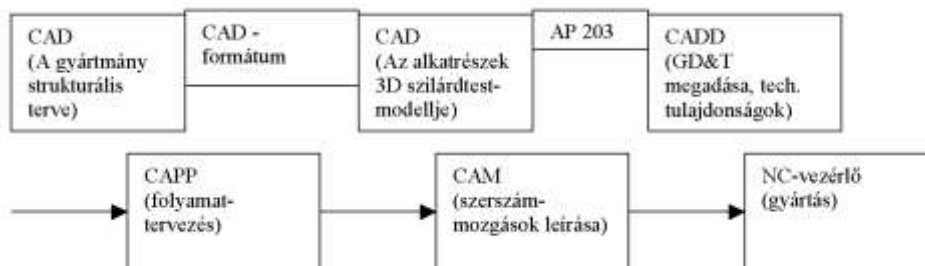 CAD
(A gyártmány
strukturális
terve)
CAD -
formátum
CAD
(Az alkatrészek
3D szilárdtest-
modellje)
AP 203
CADD
(GD&T
megadása, tech.
tulajdonságok)
CAPP
(folyamat-
tervezés)
CAM
(szerszám-
mozgások leírása)
NC-vezérlő
(gyártás)